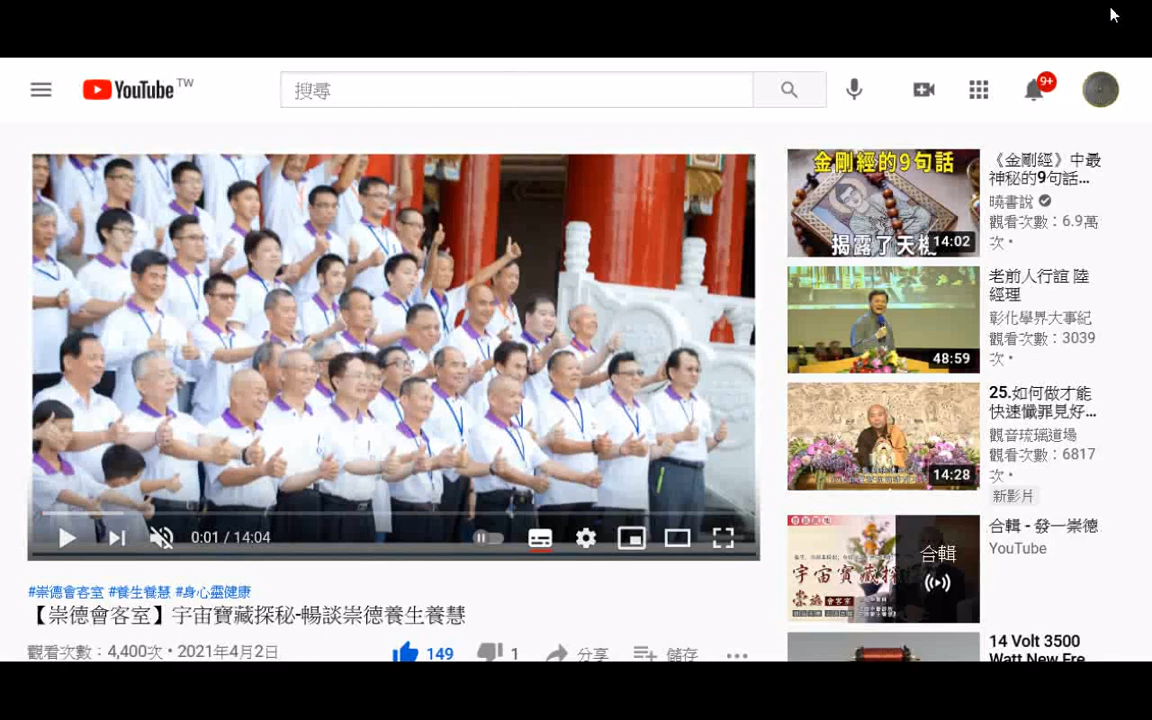 YouTube TW
搜尋
9+
0:01 / 14:04
#崇德會客室 #養生養慧 #身心靈健康
【崇德會客室】宇宙寶藏探秘-暢談崇德養生養慧
觀看次數：4,400次 • 2021年4月2日
149
1
分享
儲存
金剛經的9句話
揭露了天機
14:02
《金剛經》中最
神秘的9句話...
曉書說
觀看次數：6.9萬
次 •
48:59
老前人行誼 陸
經理
彰化學界大事紀
觀看次數：3039
次 •
14:28
25.如何做才能
快速懺罪見好...
觀音琉璃道場
觀看次數：6817
次 •
新影片
宇宙寶藏探
崇德 會客室
合輯
合輯 - 發一崇德
YouTube
14 Volt 3500
Watt New Fre